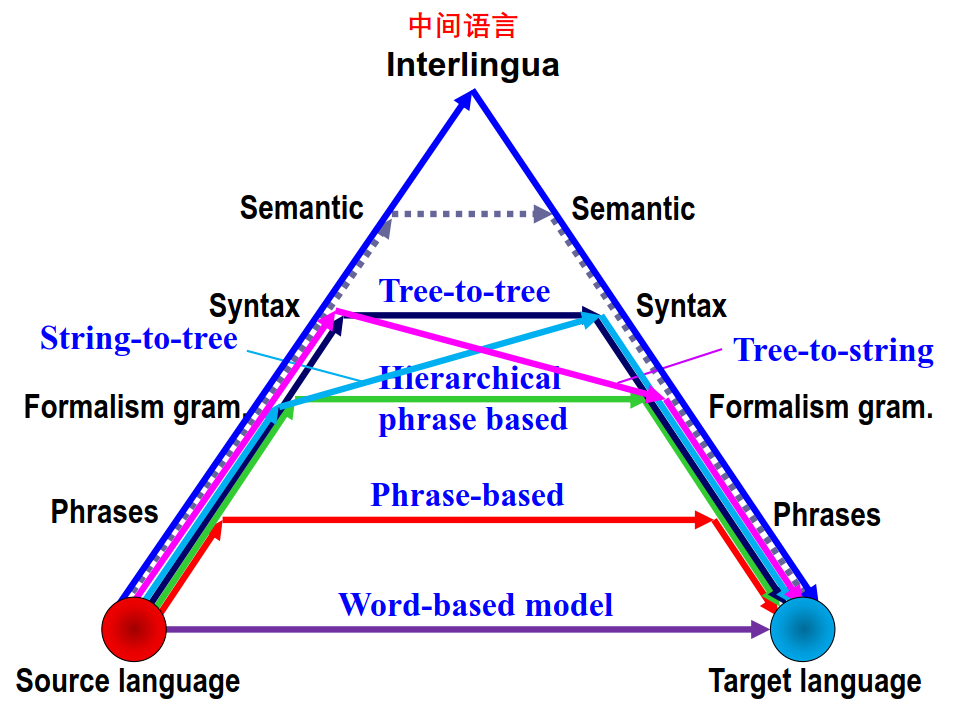 中间语言
Interlingua
Semantic
Semantic
Syntax
Tree-to-tree
Syntax
String-to-tree
Tree-to-string
Hierarchical
phrase based
Formalism gram.
Formalism gram.
Phrase-based
Phrases
Phrases
Word-based model
Source language
Target language